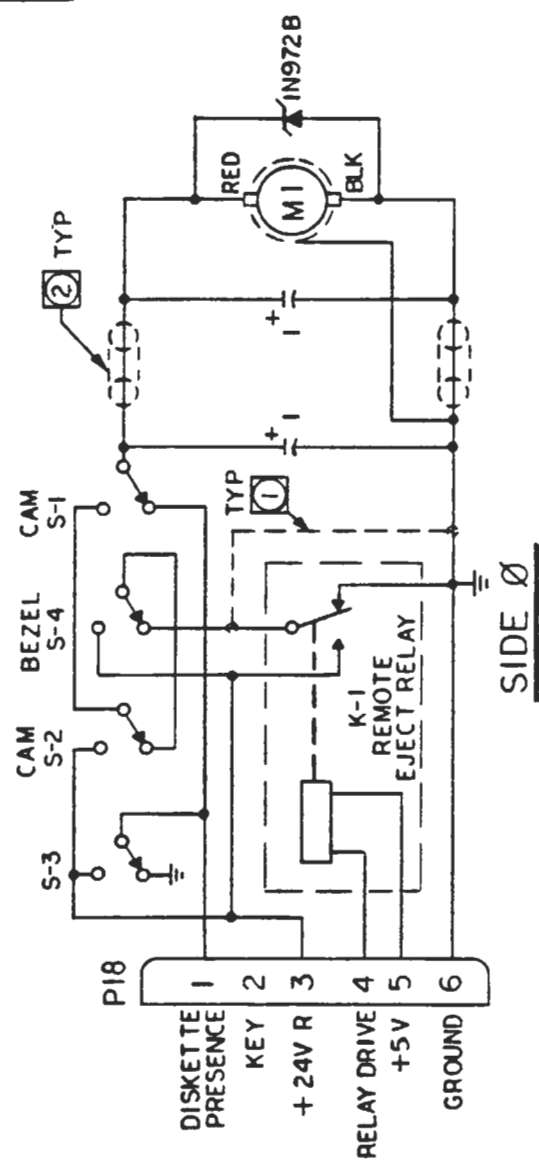 P18
DISKETTE
PRESENCE
1
KEY
2
+24V R
3
RELAY DRIVE
4
+5V
5
GROUND
6
S-3
CAM
S-2
BEZEL
S-4
CAM
S-1
TYP
1
K-1
REMOTE
EJECT RELAY
2 TYP
+
-
+
-
RED
M1
BLK
1N972B
SIDE Ø